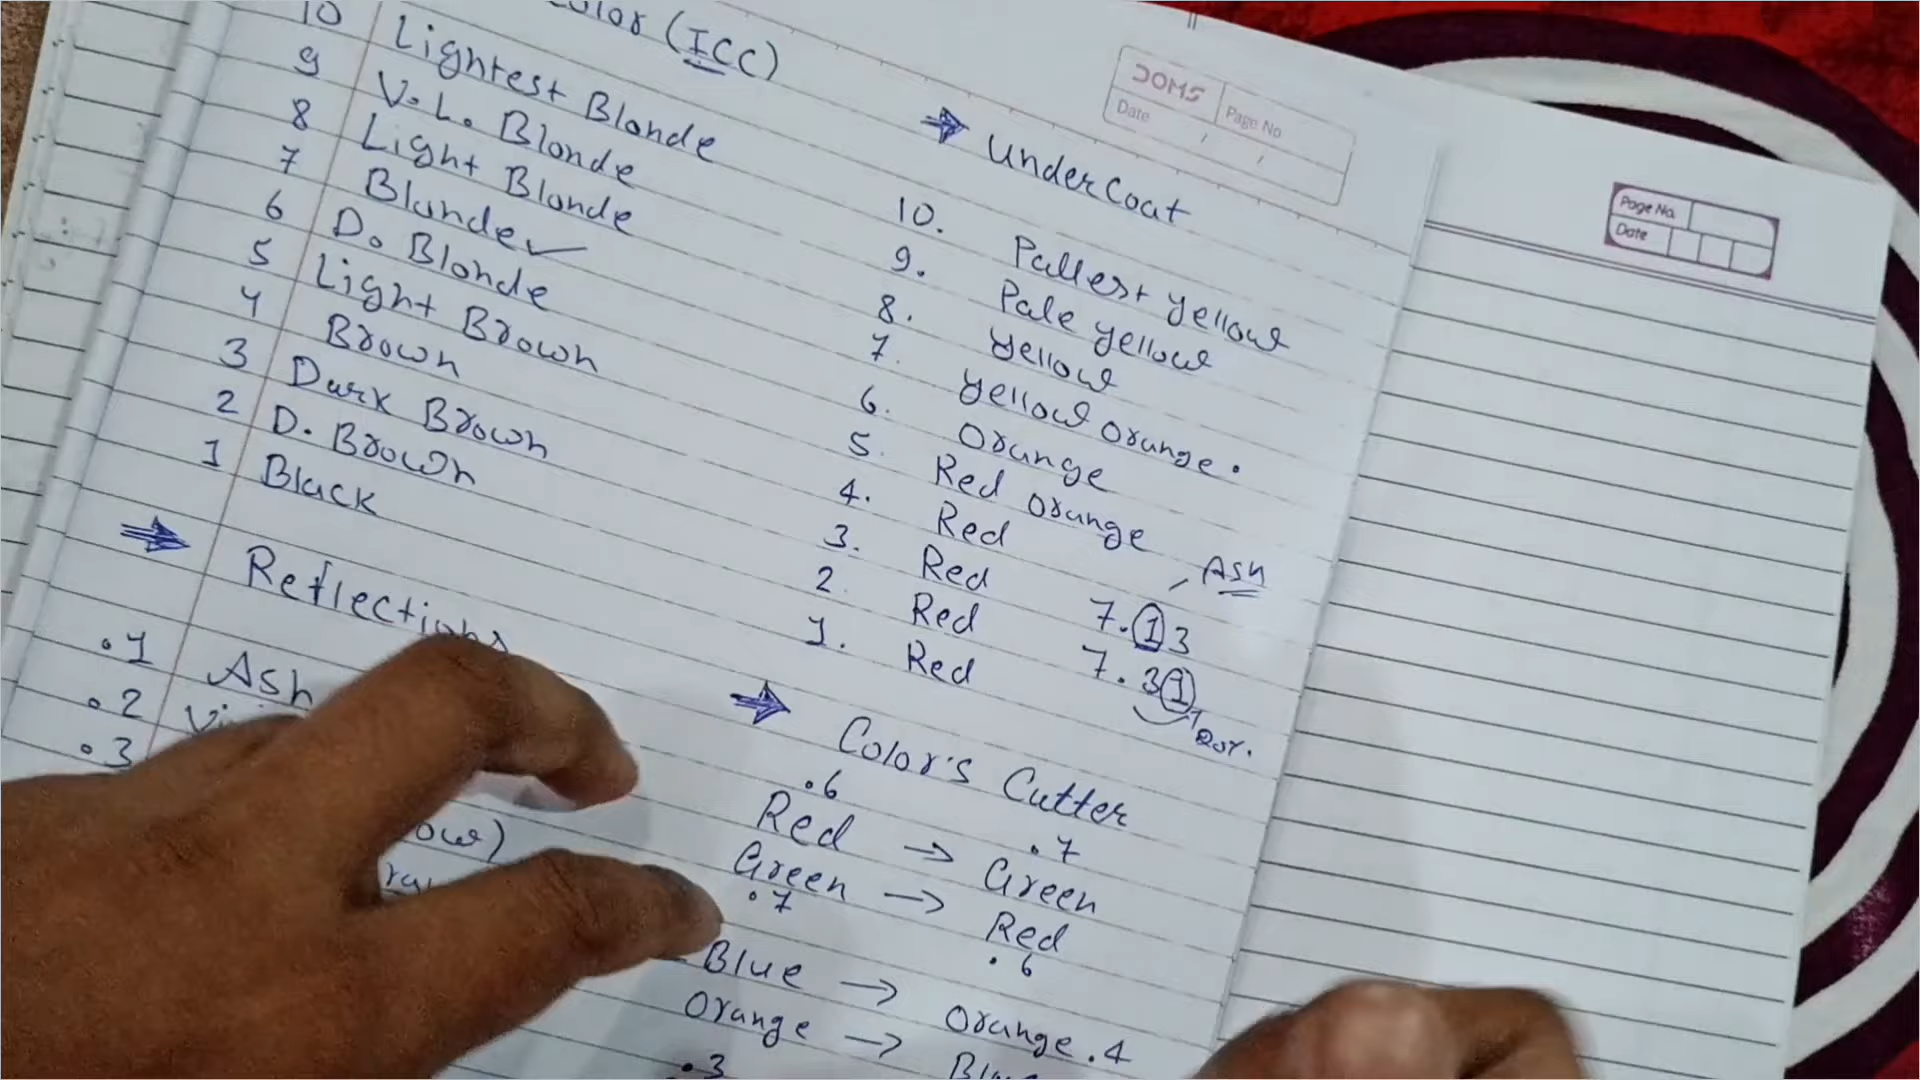 (ICC)
10 Lightest Blonde
9 V.L. Blonde
8 Light Blonde
7 Blonde ✓
6 D. Blonde
5 Light Brown
4 Brown
3 Dark Brown
2 D. Brown
1 Black
⇒ Reflections
.1 Ash
.2
.3
DOMS
Page No
Date / /
⇒ UnderCoat
10. Pallest yellow
9. Pale yellow
8. yellow
7. yellow orange.
6. Orange
5. Red orange
4. Red
3. Red
2. Red
1. Red
Ash
7.13
7.31
⇒ Color's Cutter
.6 .7
Red → Green
Green → Red
.7 .6
Blue → Orange .4
Orange →
.3
Page No.
Date